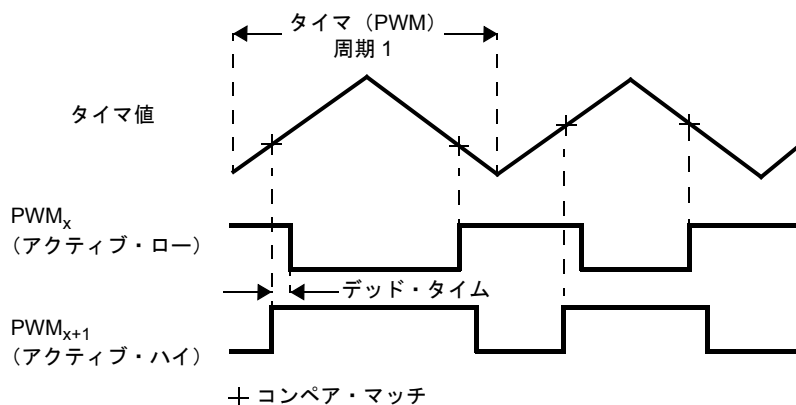 タイマ（PWM）
周期 1
タイマ値
PWMx
（アクティブ・ロー）
デッド・タイム
PWMx+1
（アクティブ・ハイ）
コンペア・マッチ